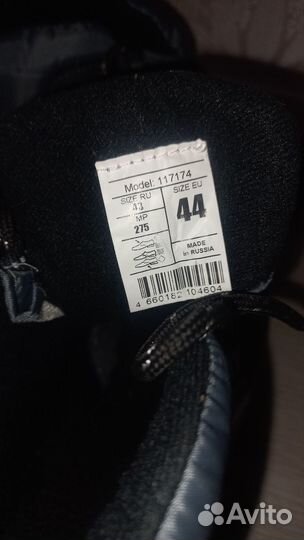 Model: 117174
SIZE RU
43
MP
275
SIZE EU
44
MADE
in RUSSIA
4 660182 104604
Avito